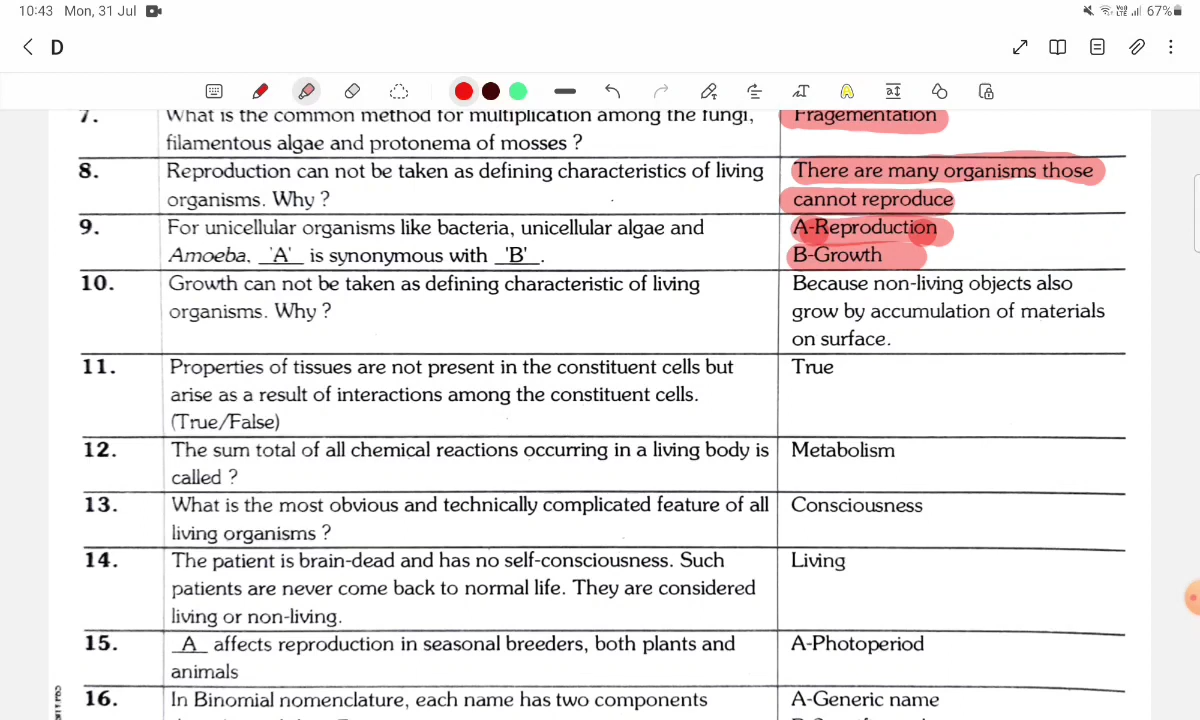 10:43 Mon, 31 Jul 67%
D
7. What is the common method for multiplication among the fungi, Fragementation
filamentous algae and protonema of mosses ?
8. Reproduction can not be taken as defining characteristics of living There are many organisms those
organisms. Why ? cannot reproduce
9. For unicellular organisms like bacteria, unicellular algae and A-Reproduction
Amoeba, 'A' is synonymous with 'B'. B-Growth
10. Growth can not be taken as defining characteristic of living Because non-living objects also
organisms. Why ? grow by accumulation of materials
on surface.
11. Properties of tissues are not present in the constituent cells but True
arise as a result of interactions among the constituent cells.
(True/False)
12. The sum total of all chemical reactions occurring in a living body is Metabolism
called ?
13. What is the most obvious and technically complicated feature of all Consciousness
living organisms ?
14. The patient is brain-dead and has no self-consciousness. Such Living
patients are never come back to normal life. They are considered
living or non-living.
15. A affects reproduction in seasonal breeders, both plants and A-Photoperiod
animals
16. In Binomial nomenclature, each name has two components A-Generic name